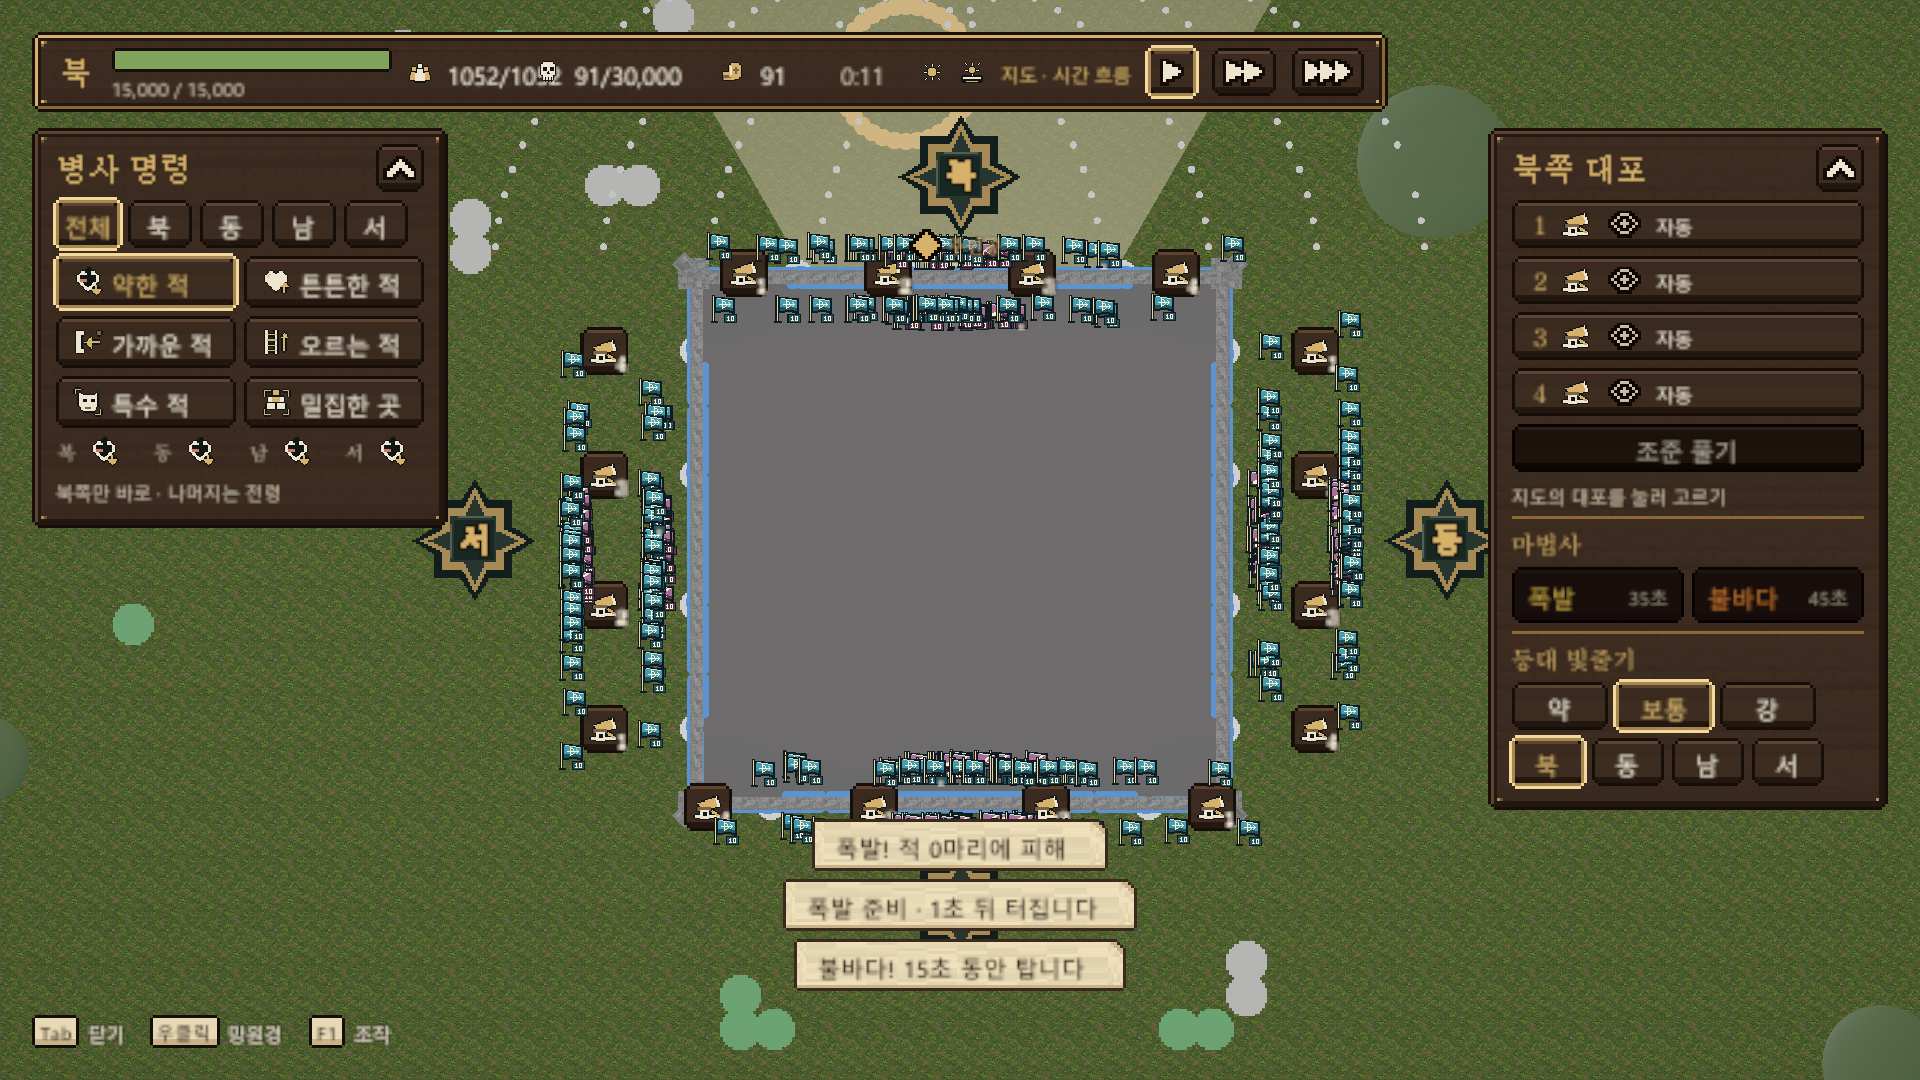 북
15,000 / 15,000
1052/1052
91/30,000
91
0:11
지도 · 시간 흐름
병사 명령
전체 북 동 남 서
약한 적
튼튼한 적
가까운 적
오르는 적
특수 적
밀집한 곳
북 동 남 서
북쪽만 바로 · 나머지는 전령
북
서
동
북쪽 대포
1 자동
2 자동
3 자동
4 자동
조준 풀기
지도의 대포를 눌러 고르기
마법사
폭발 35초
불바다 45초
등대 빛줄기
약 보통 강
북 동 남 서
폭발! 적 0마리에 피해
폭발 준비 · 1초 뒤 터집니다
불바다! 15초 동안 탑니다
Tab 닫기
우클릭 망원경
F1 조작